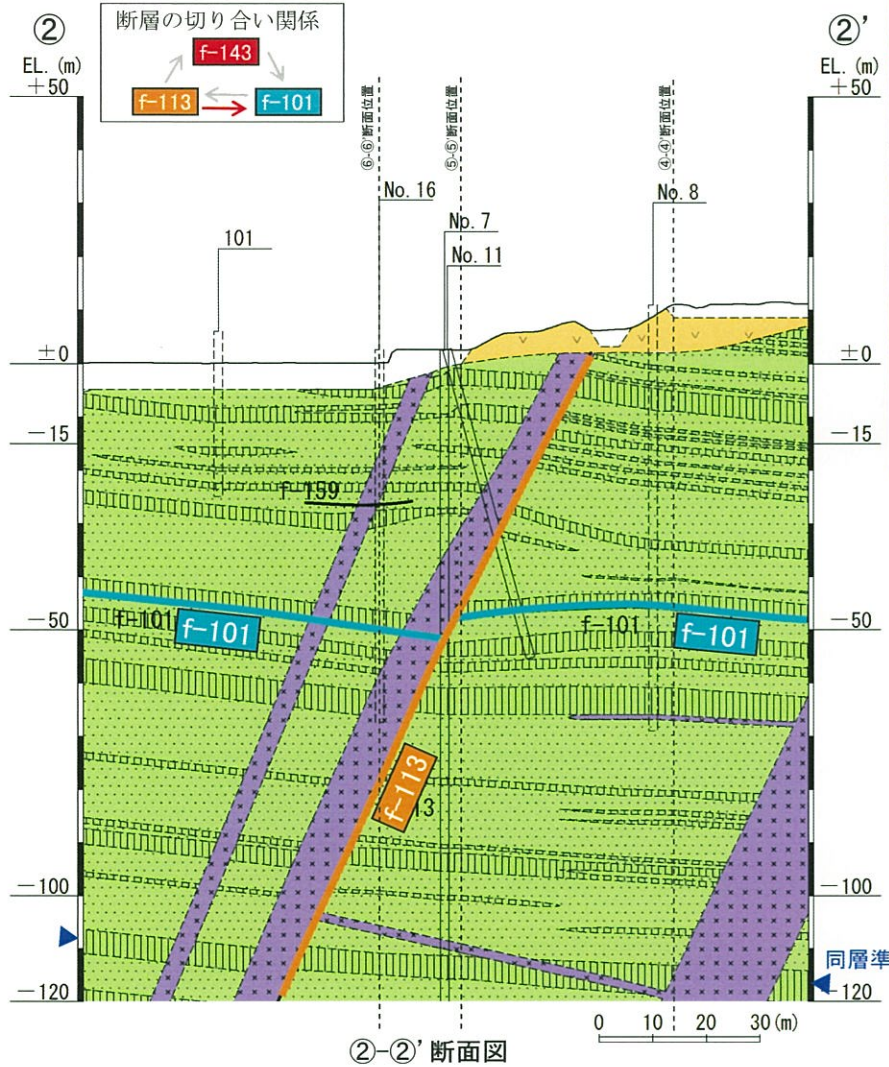 ②
②'
断層の切り合い関係
f-143
f-113
f-101
EL. (m)
EL. (m)
+50
+50
⑥-⑥'断面位置
⑤-⑤'断面位置
④-④'断面位置
No. 16
No. 8
No. 7
101
No. 11
±0
±0
-15
-15
f-159
-50
-50
f-101
f-101
f-101
f-101
f-113
13
-100
-100
同層準
-120
-120
0 10 20 30 (m)
②-②' 断面図